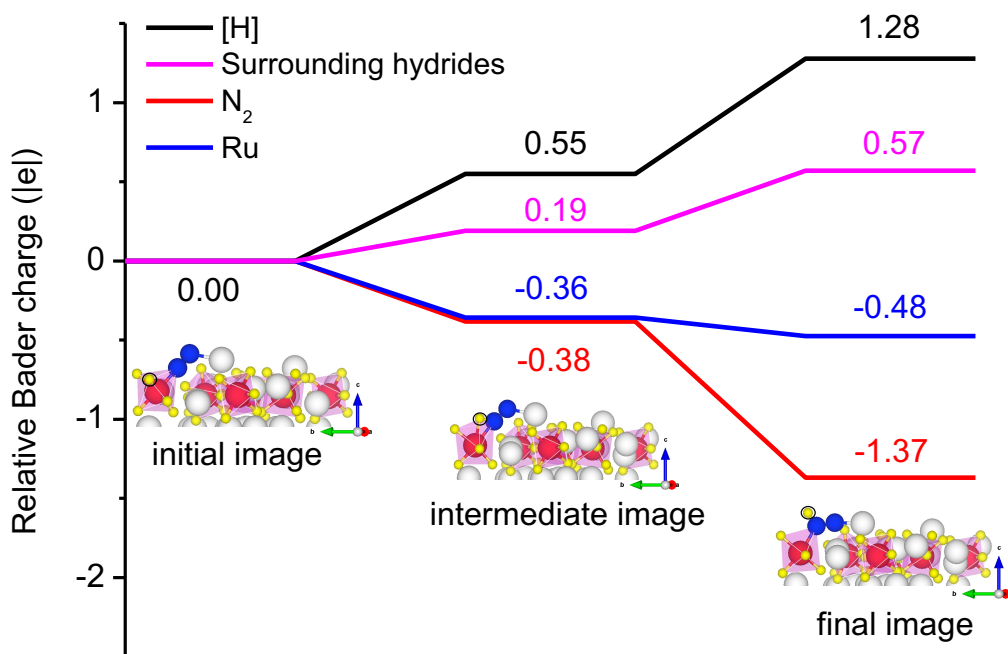 [H]
Surrounding hydrides
N₂
Ru
Relative Bader charge (|e|)
1
0
-1
-2
1.28
0.55
0.57
0.19
0.00
-0.36
-0.48
-0.38
-1.37
initial image
intermediate image
final image
c
b
a
c
b
a
c
b